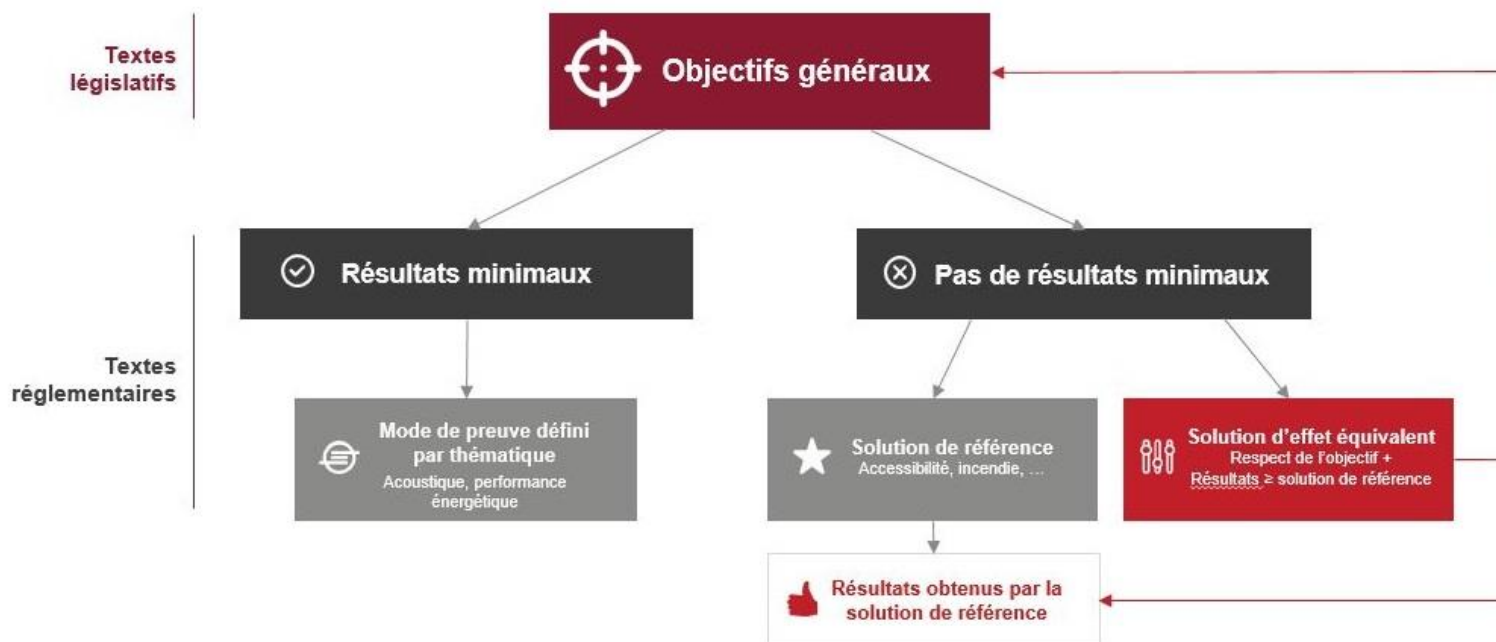 Textes
législatifs
Objectifs généraux
Résultats minimaux
Pas de résultats minimaux
Textes
réglementaires
Mode de preuve défini
par thématique
Acoustique, performance
énergétique
Solution de référence
Accessibilité, incendie, ...
Solution d'effet équivalent
Respect de l'objectif +
Résultats ≥ solution de référence
Résultats obtenus par la
solution de référence